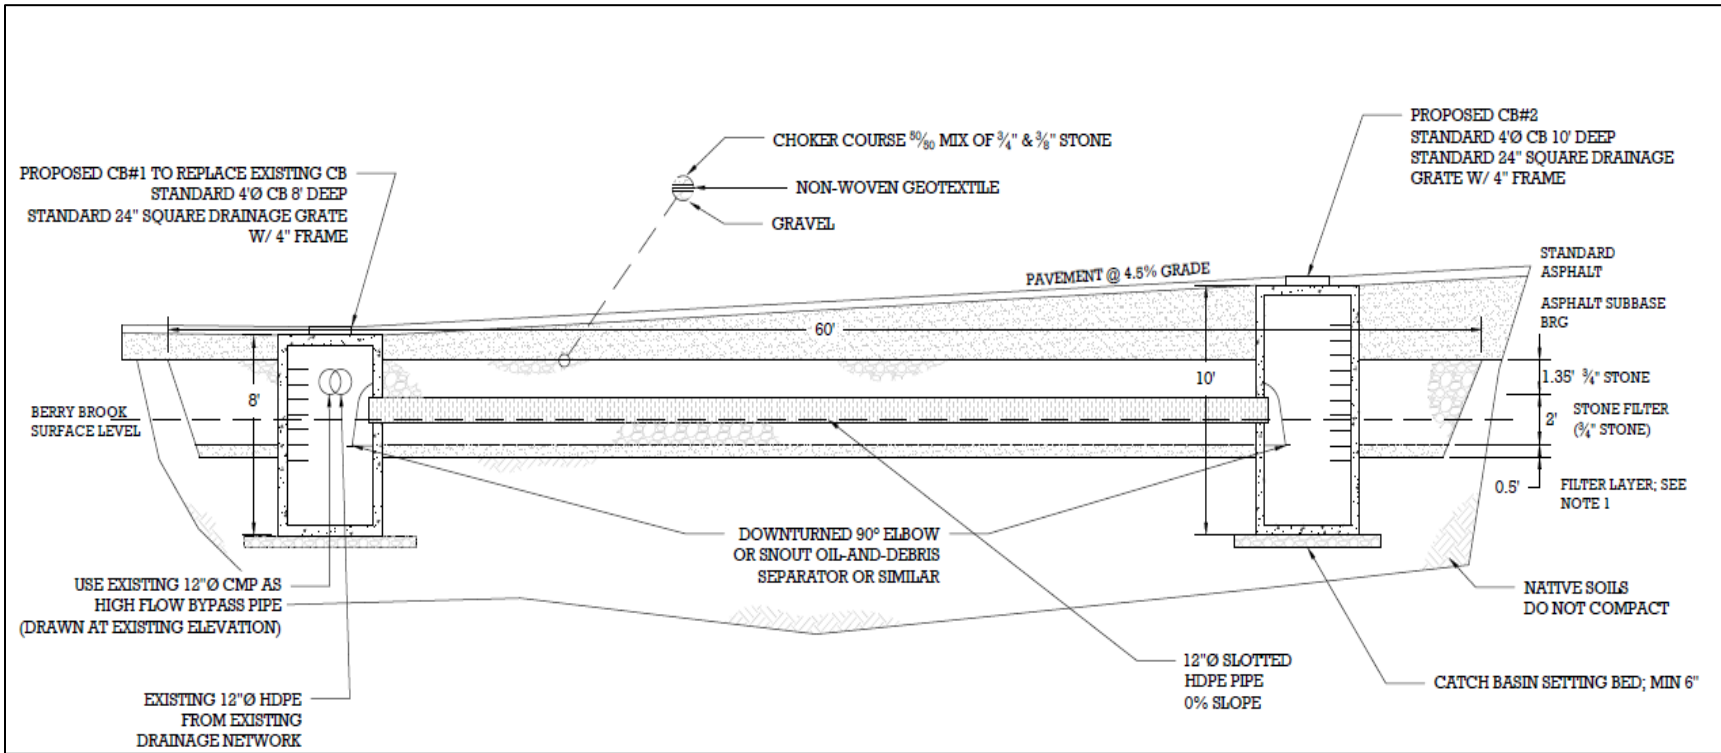 PROPOSED CB#1 TO REPLACE EXISTING CB
STANDARD 4'Ø CB 8' DEEP
STANDARD 24" SQUARE DRAINAGE GRATE
W/ 4" FRAME
CHOKER COURSE 50/50 MIX OF 3/4" & 3/8" STONE
NON-WOVEN GEOTEXTILE
GRAVEL
PROPOSED CB#2
STANDARD 4'Ø CB 10' DEEP
STANDARD 24" SQUARE DRAINAGE
GRATE W/ 4" FRAME
PAVEMENT @ 4.5% GRADE
STANDARD
ASPHALT
ASPHALT SUBBASE
BRG
60'
8'
10'
1.35' 3/4" STONE
BERRY BROOK
SURFACE LEVEL
2'
STONE FILTER
(3/4" STONE)
0.5'
FILTER LAYER; SEE
NOTE 1
DOWNTURNED 90° ELBOW
OR SNOUT OIL-AND-DEBRIS
SEPARATOR OR SIMILAR
USE EXISTING 12"Ø CMP AS
HIGH FLOW BYPASS PIPE
(DRAWN AT EXISTING ELEVATION)
NATIVE SOILS
DO NOT COMPACT
12"Ø SLOTTED
HDPE PIPE
0% SLOPE
CATCH BASIN SETTING BED; MIN 6"
EXISTING 12"Ø HDPE
FROM EXISTING
DRAINAGE NETWORK